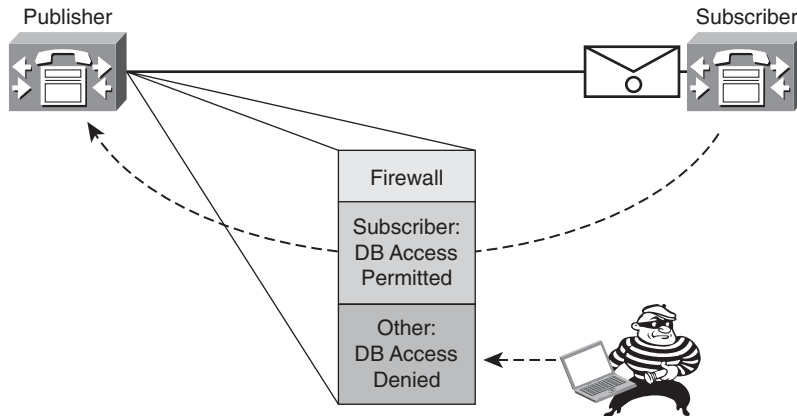 Publisher
Subscriber
Firewall
Subscriber:
DB Access
Permitted
Other:
DB Access
Denied